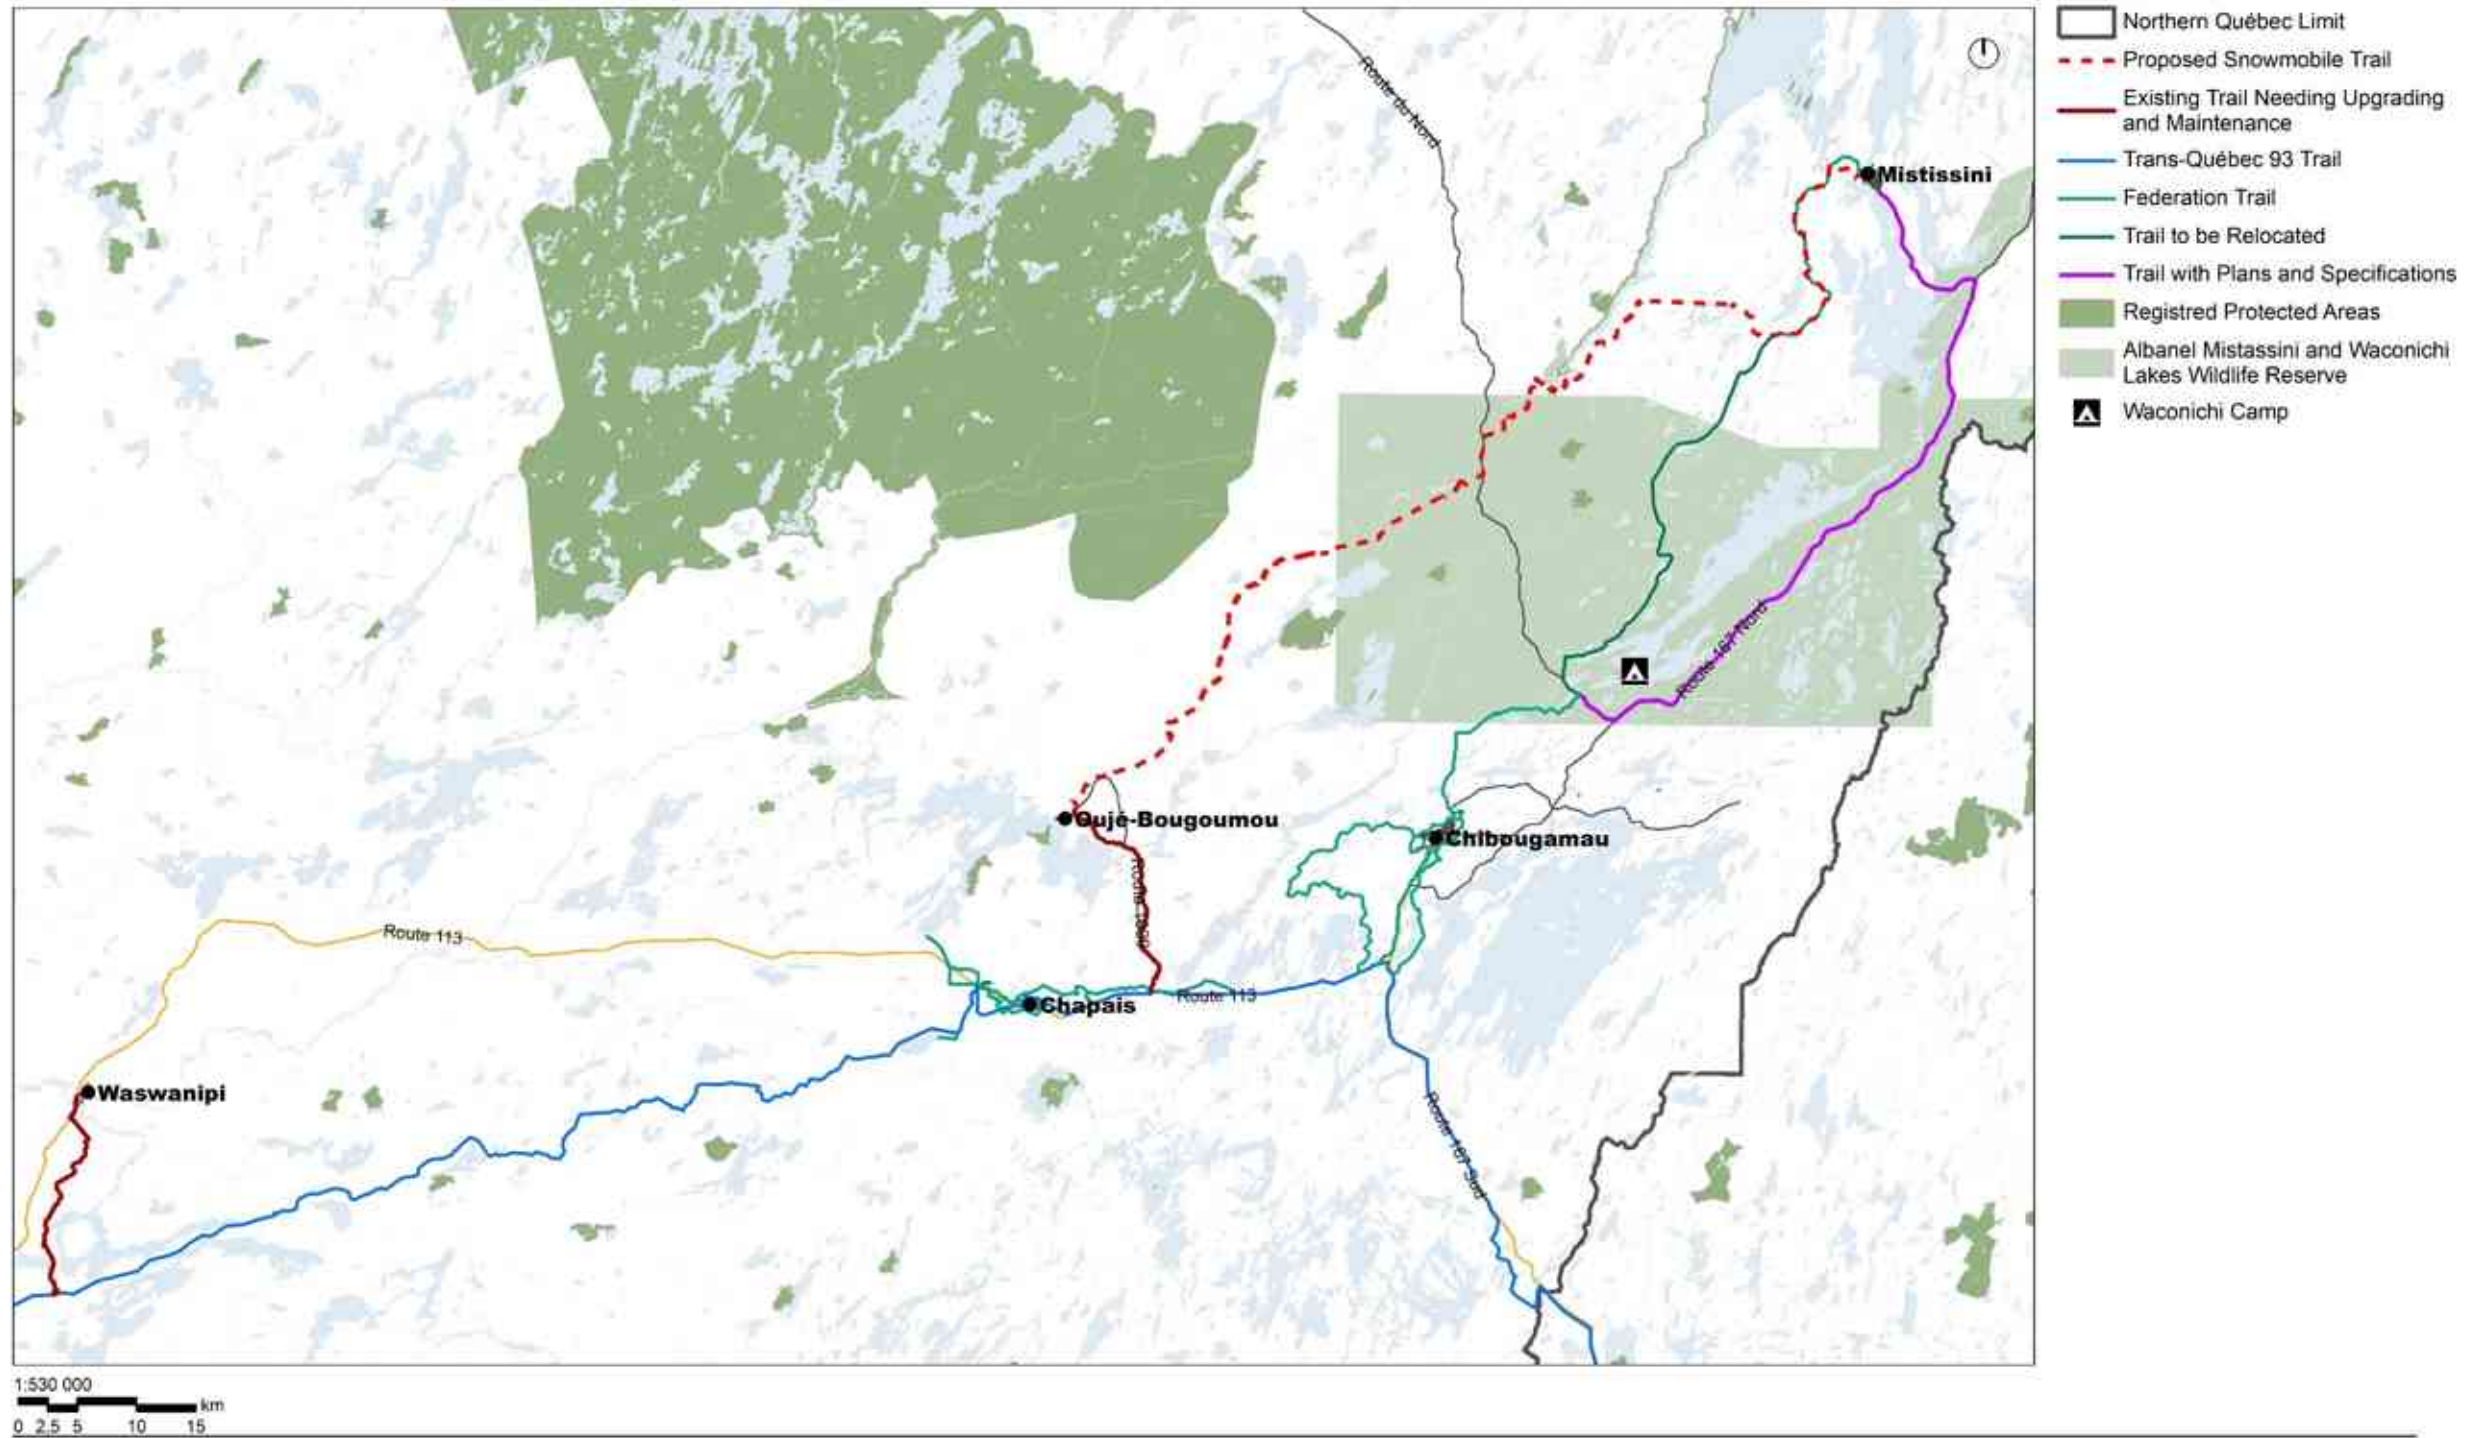 Northern Québec Limit
Proposed Snowmobile Trail
Existing Trail Needing Upgrading
and Maintenance
Trans-Québec 93 Trail
Federation Trail
Trail to be Relocated
Trail with Plans and Specifications
Registred Protected Areas
Albanel Mistassini and Waconichi
Lakes Wildlife Reserve
Waconichi Camp
Route du Nord
Mistissini
Route 167 Nord
Oujé-Bougoumou
Chibougamau
Route
Route 113
Chapais
Route 113
Waswanipi
Route 167 Sud
1:530 000
km
0 2,5 5 10 15